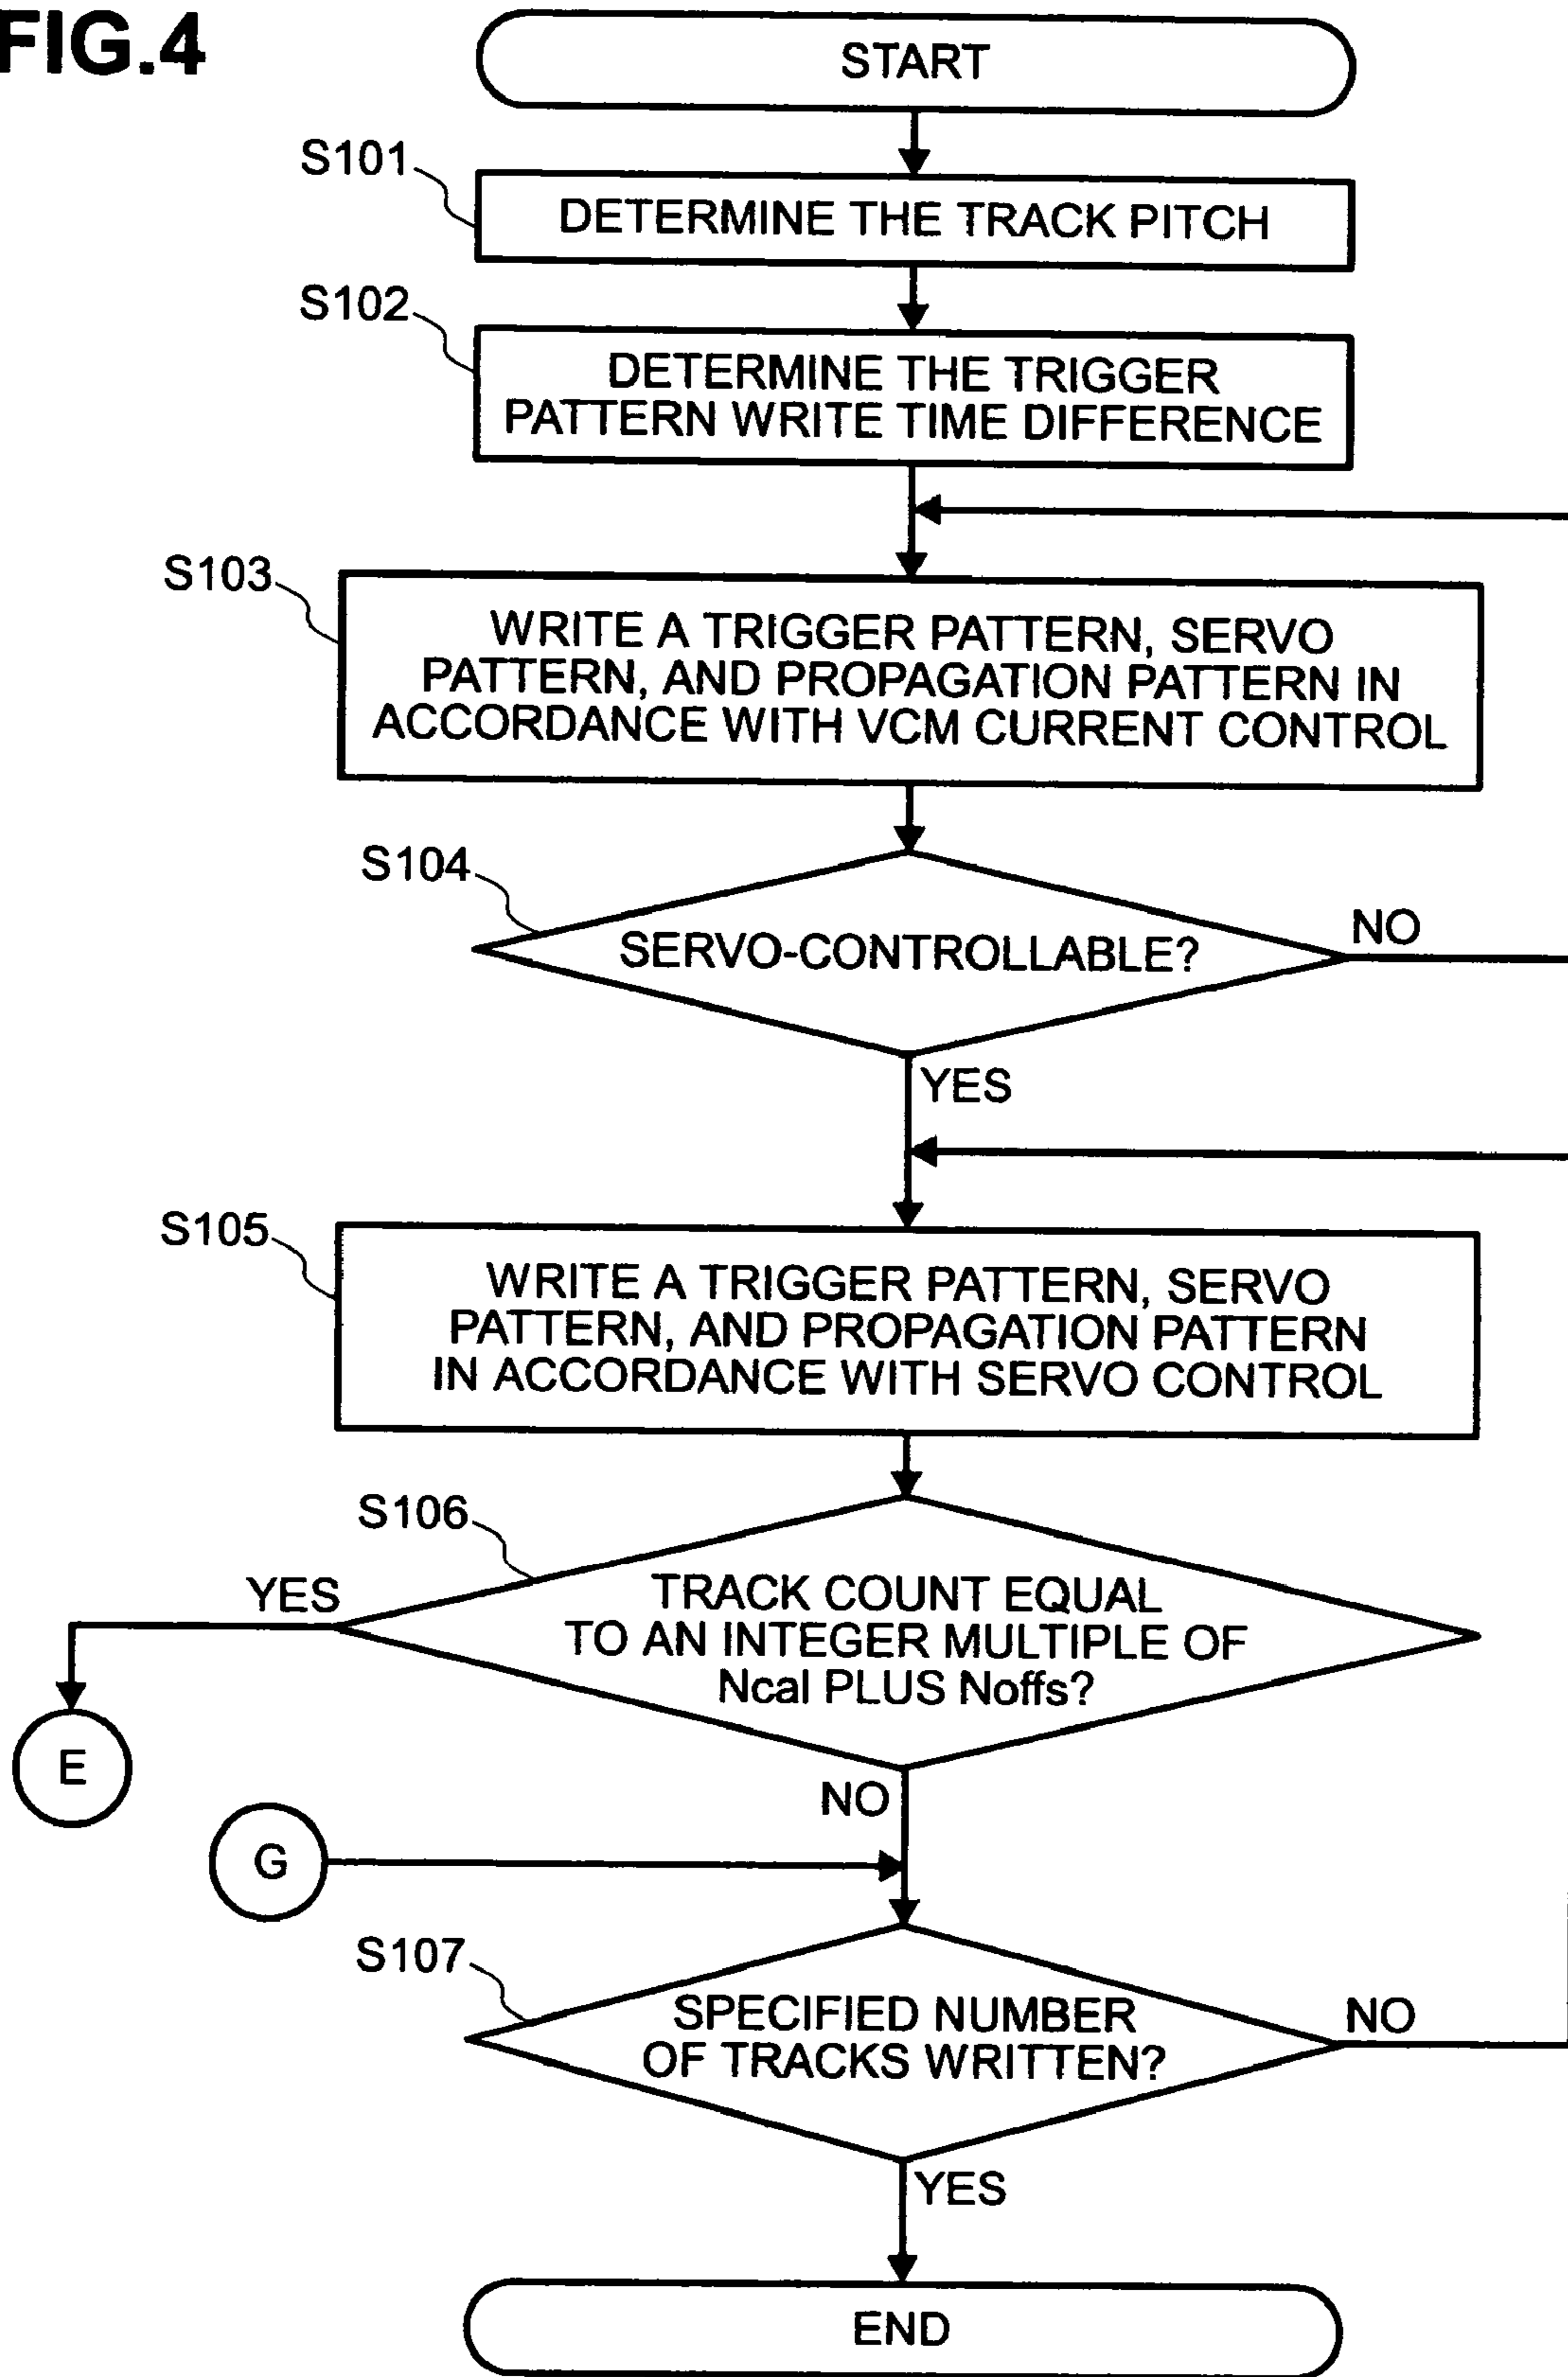 FIG.4
START
S101
DETERMINE THE TRACK PITCH
S102
DETERMINE THE TRIGGER
PATTERN WRITE TIME DIFFERENCE
S103
WRITE A TRIGGER PATTERN, SERVO
PATTERN, AND PROPAGATION PATTERN IN
ACCORDANCE WITH VCM CURRENT CONTROL
S104
SERVO-CONTROLLABLE?
NO
YES
S105
WRITE A TRIGGER PATTERN, SERVO
PATTERN, AND PROPAGATION PATTERN
IN ACCORDANCE WITH SERVO CONTROL
S106
YES
TRACK COUNT EQUAL
TO AN INTEGER MULTIPLE OF
Ncal PLUS Noffs?
E
NO
G
S107
SPECIFIED NUMBER
OF TRACKS WRITTEN?
NO
YES
END